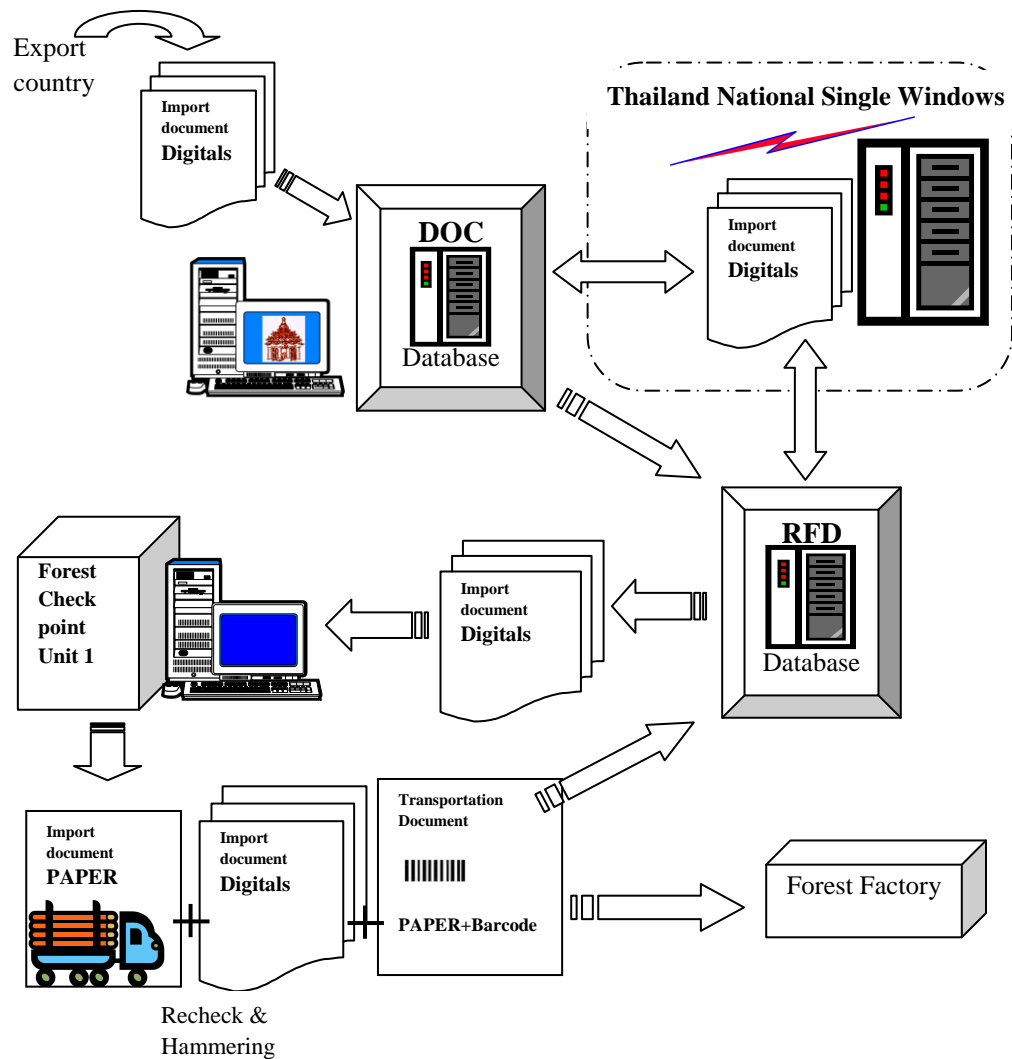 Export
country
Import
document
Digitals
Thailand National Single Windows
DOC
Database
Import
document
Digitals
RFD
Database
Forest
Check
point
Unit 1
Import
document
Digitals
Import
document
PAPER
Import
document
Digitals
Transportation
Document
PAPER+Barcode
Forest Factory
Recheck &
Hammering